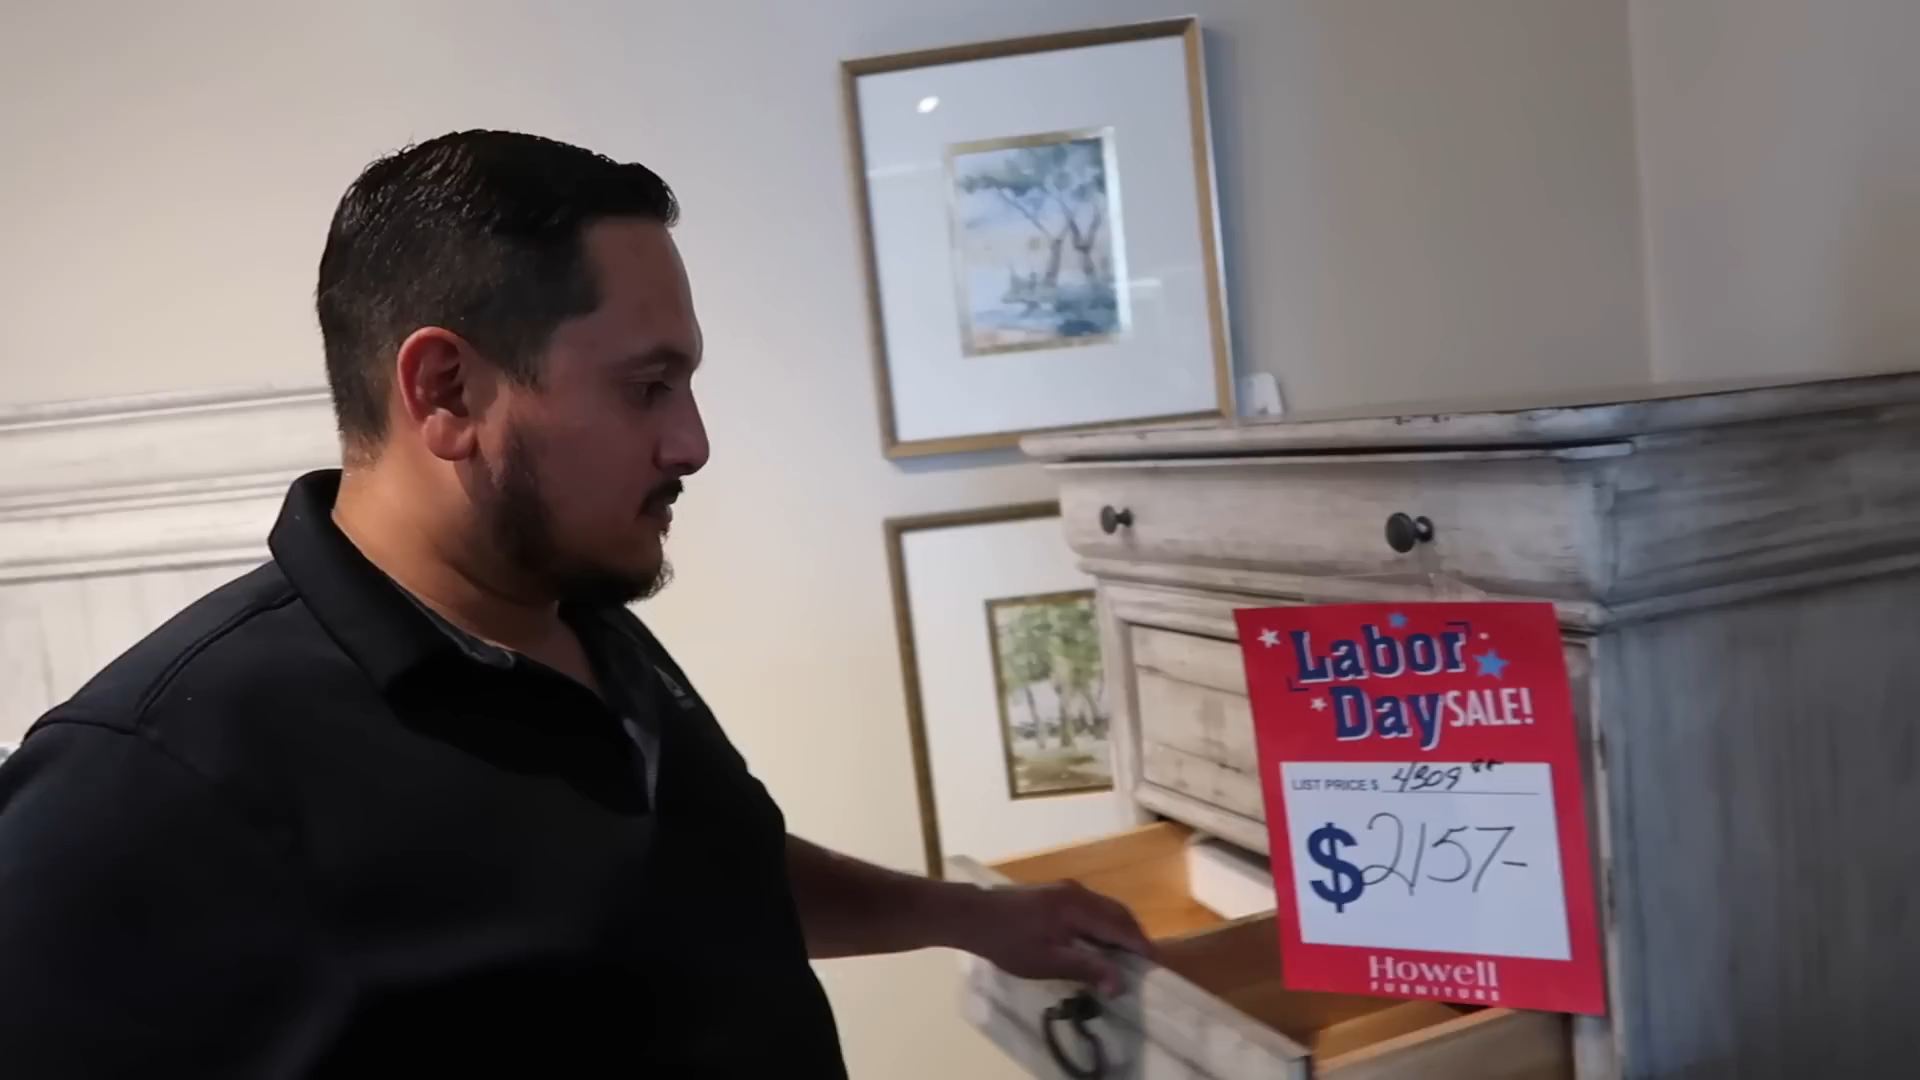 Labor
Day SALE!
LIST PRICE $ 4309
$2157-
Howell
FURNITURE